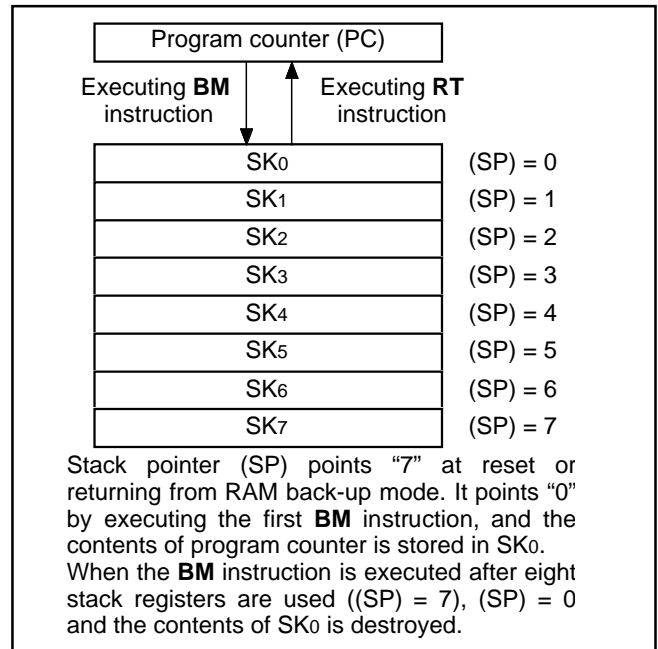 Program counter (PC)
Executing BM Executing RT
instruction instruction
SK0 (SP) = 0
SK1 (SP) = 1
SK2 (SP) = 2
SK3 (SP) = 3
SK4 (SP) = 4
SK5 (SP) = 5
SK6 (SP) = 6
SK7 (SP) = 7
Stack pointer (SP) points “7” at reset or
returning from RAM back-up mode. It points “0”
by executing the first BM instruction, and the
contents of program counter is stored in SK0.
When the BM instruction is executed after eight
stack registers are used ((SP) = 7), (SP) = 0
and the contents of SK0 is destroyed.